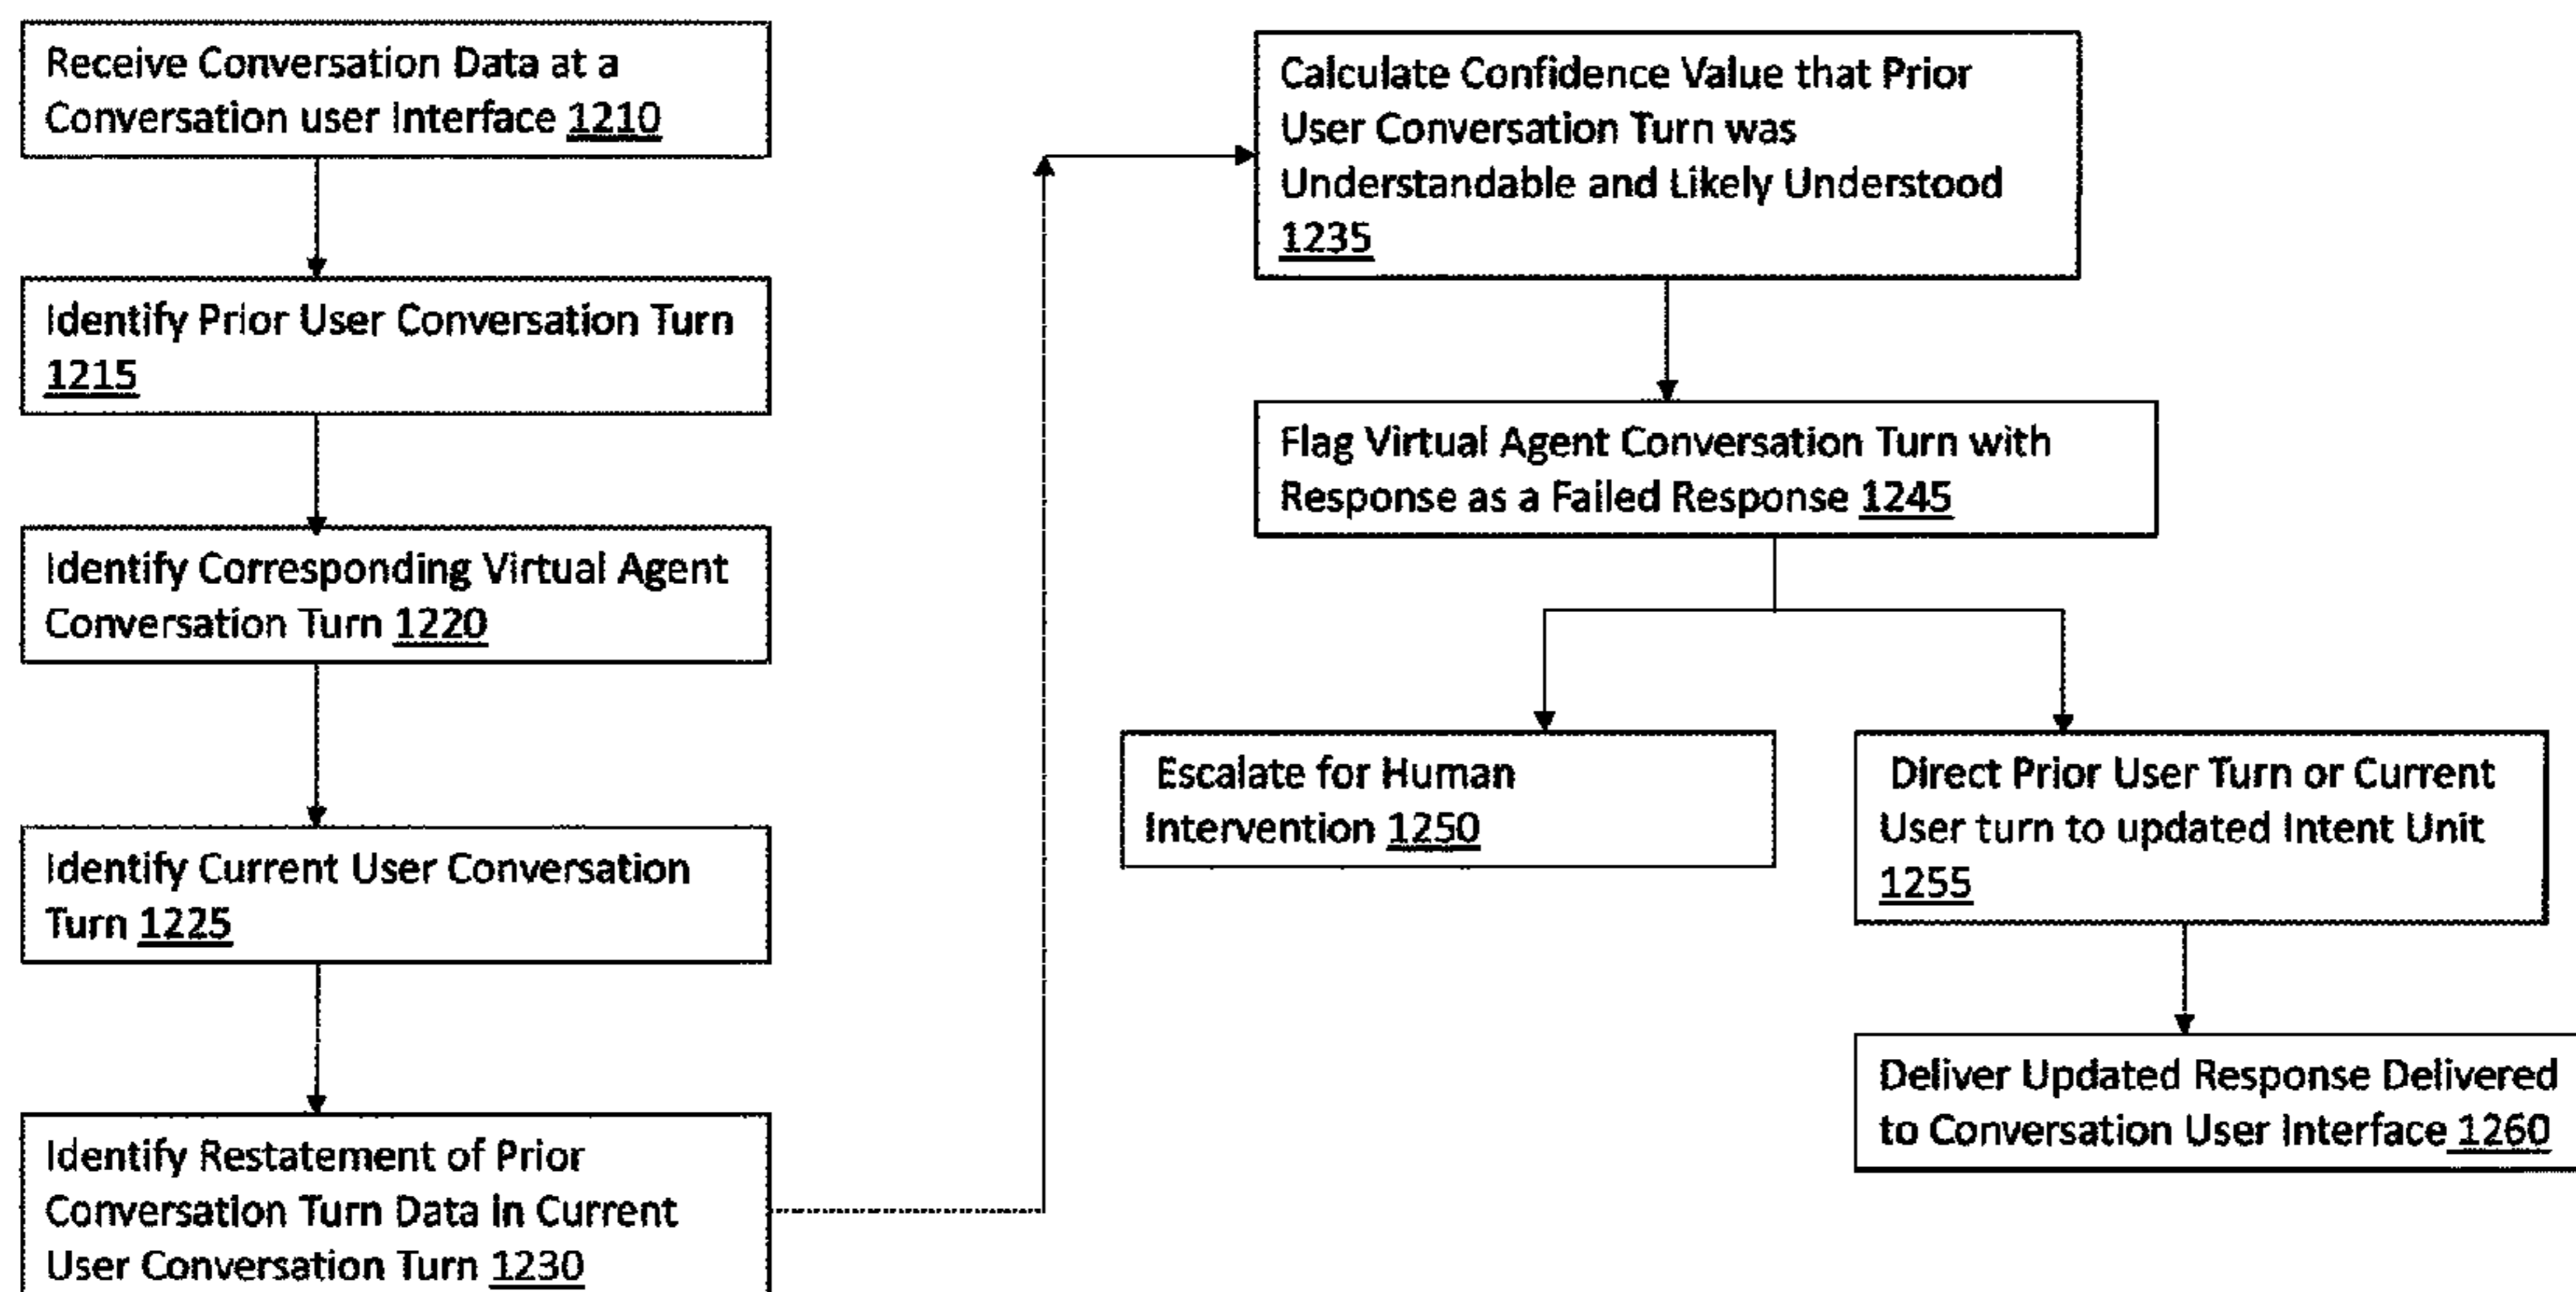 Receive Conversation Data at a
Conversation user Interface 1210
Identify Prior User Conversation Turn
1215
Identify Corresponding Virtual Agent
Conversation Turn 1220
Identify Current User Conversation
Turn 1225
Identify Restatement of Prior
Conversation Turn Data in Current
User Conversation Turn 1230
Calculate Confidence Value that Prior
User Conversation Turn was
Understandable and Likely Understood
1235
Flag Virtual Agent Conversation Turn with
Response as a Failed Response 1245
Escalate for Human
Intervention 1250
Direct Prior User Turn or Current
User turn to updated Intent Unit
1255
Deliver Updated Response Delivered
to Conversation User Interface 1260